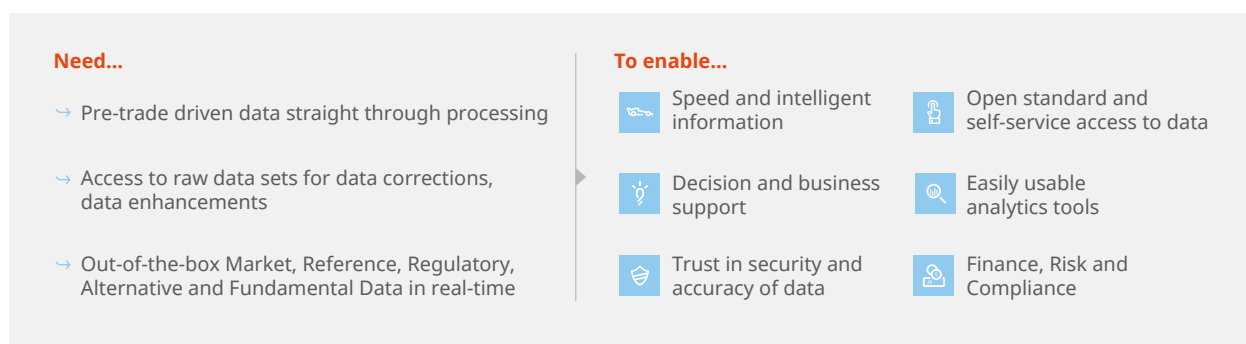 Need...
Pre-trade driven data straight through processing
Access to raw data sets for data corrections,
data enhancements
Out-of-the-box Market, Reference, Regulatory,
Alternative and Fundamental Data in real-time
To enable...
Speed and intelligent
information
Open standard and
self-service access to data
Decision and business
support
Easily usable
analytics tools
Trust in security and
accuracy of data
Finance, Risk and
Compliance